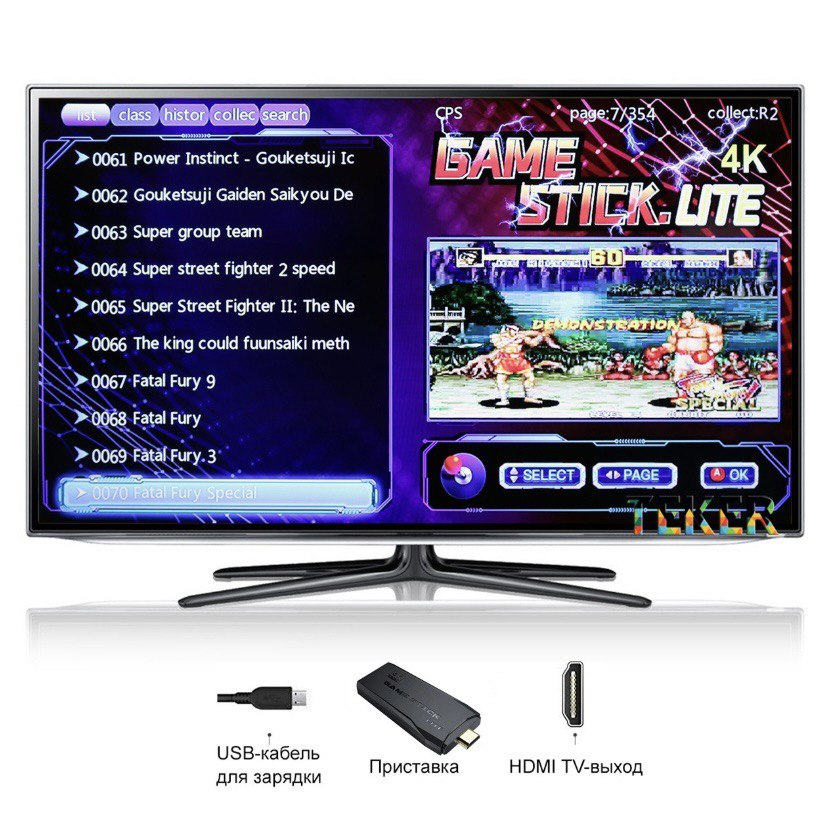 list class histor collec search
CPS page:7/354 collect:R2
GAME 4K
STICK. LITE
0061 Power Instinct - Gouketsuji Ic
0062 Gouketsuji Gaiden Saikyou De
0063 Super group team
0064 Super street fighter 2 speed
0065 Super Street Fighter II: The Ne
0066 The king could fuunsaiki meth
0067 Fatal Fury 9
0068 Fatal Fury
0069 Fatal Fury.3
0070 Fatal Fury Special
60
DEMONSTRATION
SPECIAL
SELECT PAGE A OK
TEKER
GAME STICK
USB-кабель
для зарядки
Приставка
HDMI TV-выход